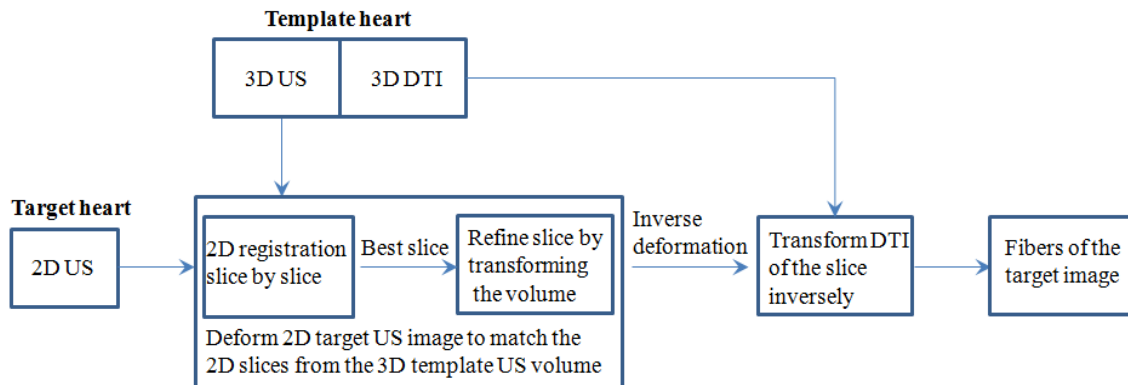 Template heart
3D US
3D DTI
Target heart
2D US
2D registration
slice by slice
Best slice
Refine slice by
transforming
the volume
Deform 2D target US image to match the
2D slices from the 3D template US volume
Inverse
deformation
Transform DTI
of the slice
inversely
Fibers of the
target image